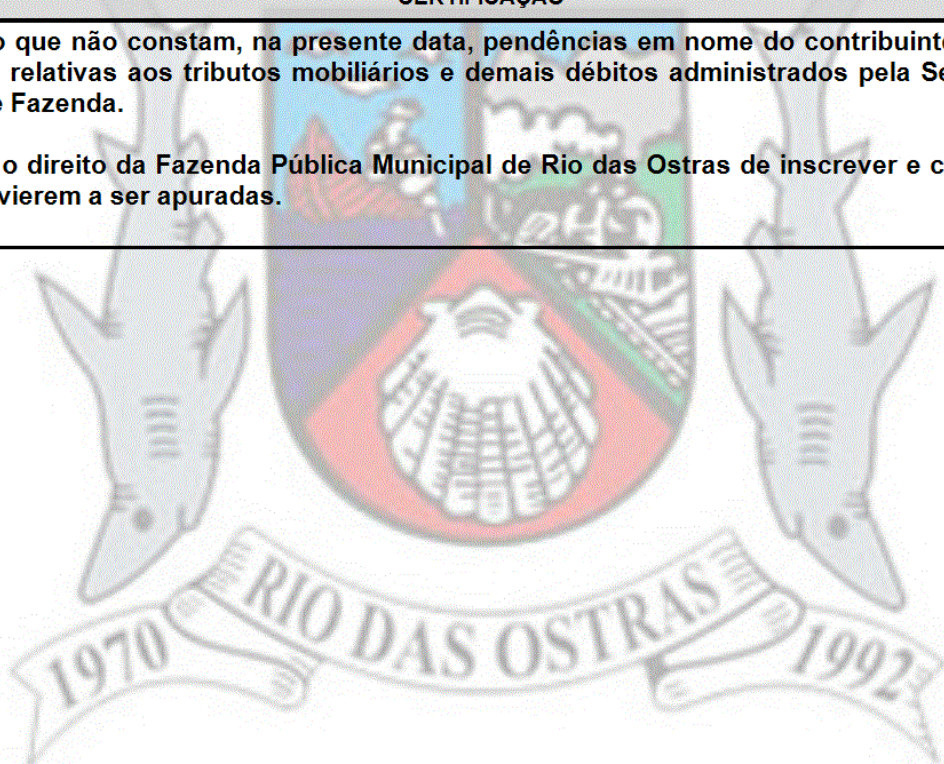 CERTIFICAÇÃO
o que não constam, na presente data, pendências em nome do contribuinte
relativas aos tributos mobiliários e demais débitos administrados pela Se
e Fazenda.
o direito da Fazenda Pública Municipal de Rio das Ostras de inscrever e c
vierem a ser apuradas.
RIO DAS OSTRAS
1970
1992